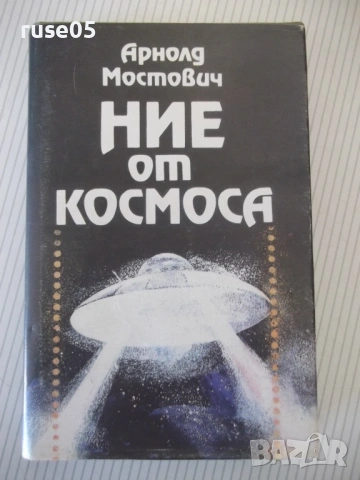 ruse05
Арнолд
Мостович
НИЕ
от
КОСМОСА
BAZAR